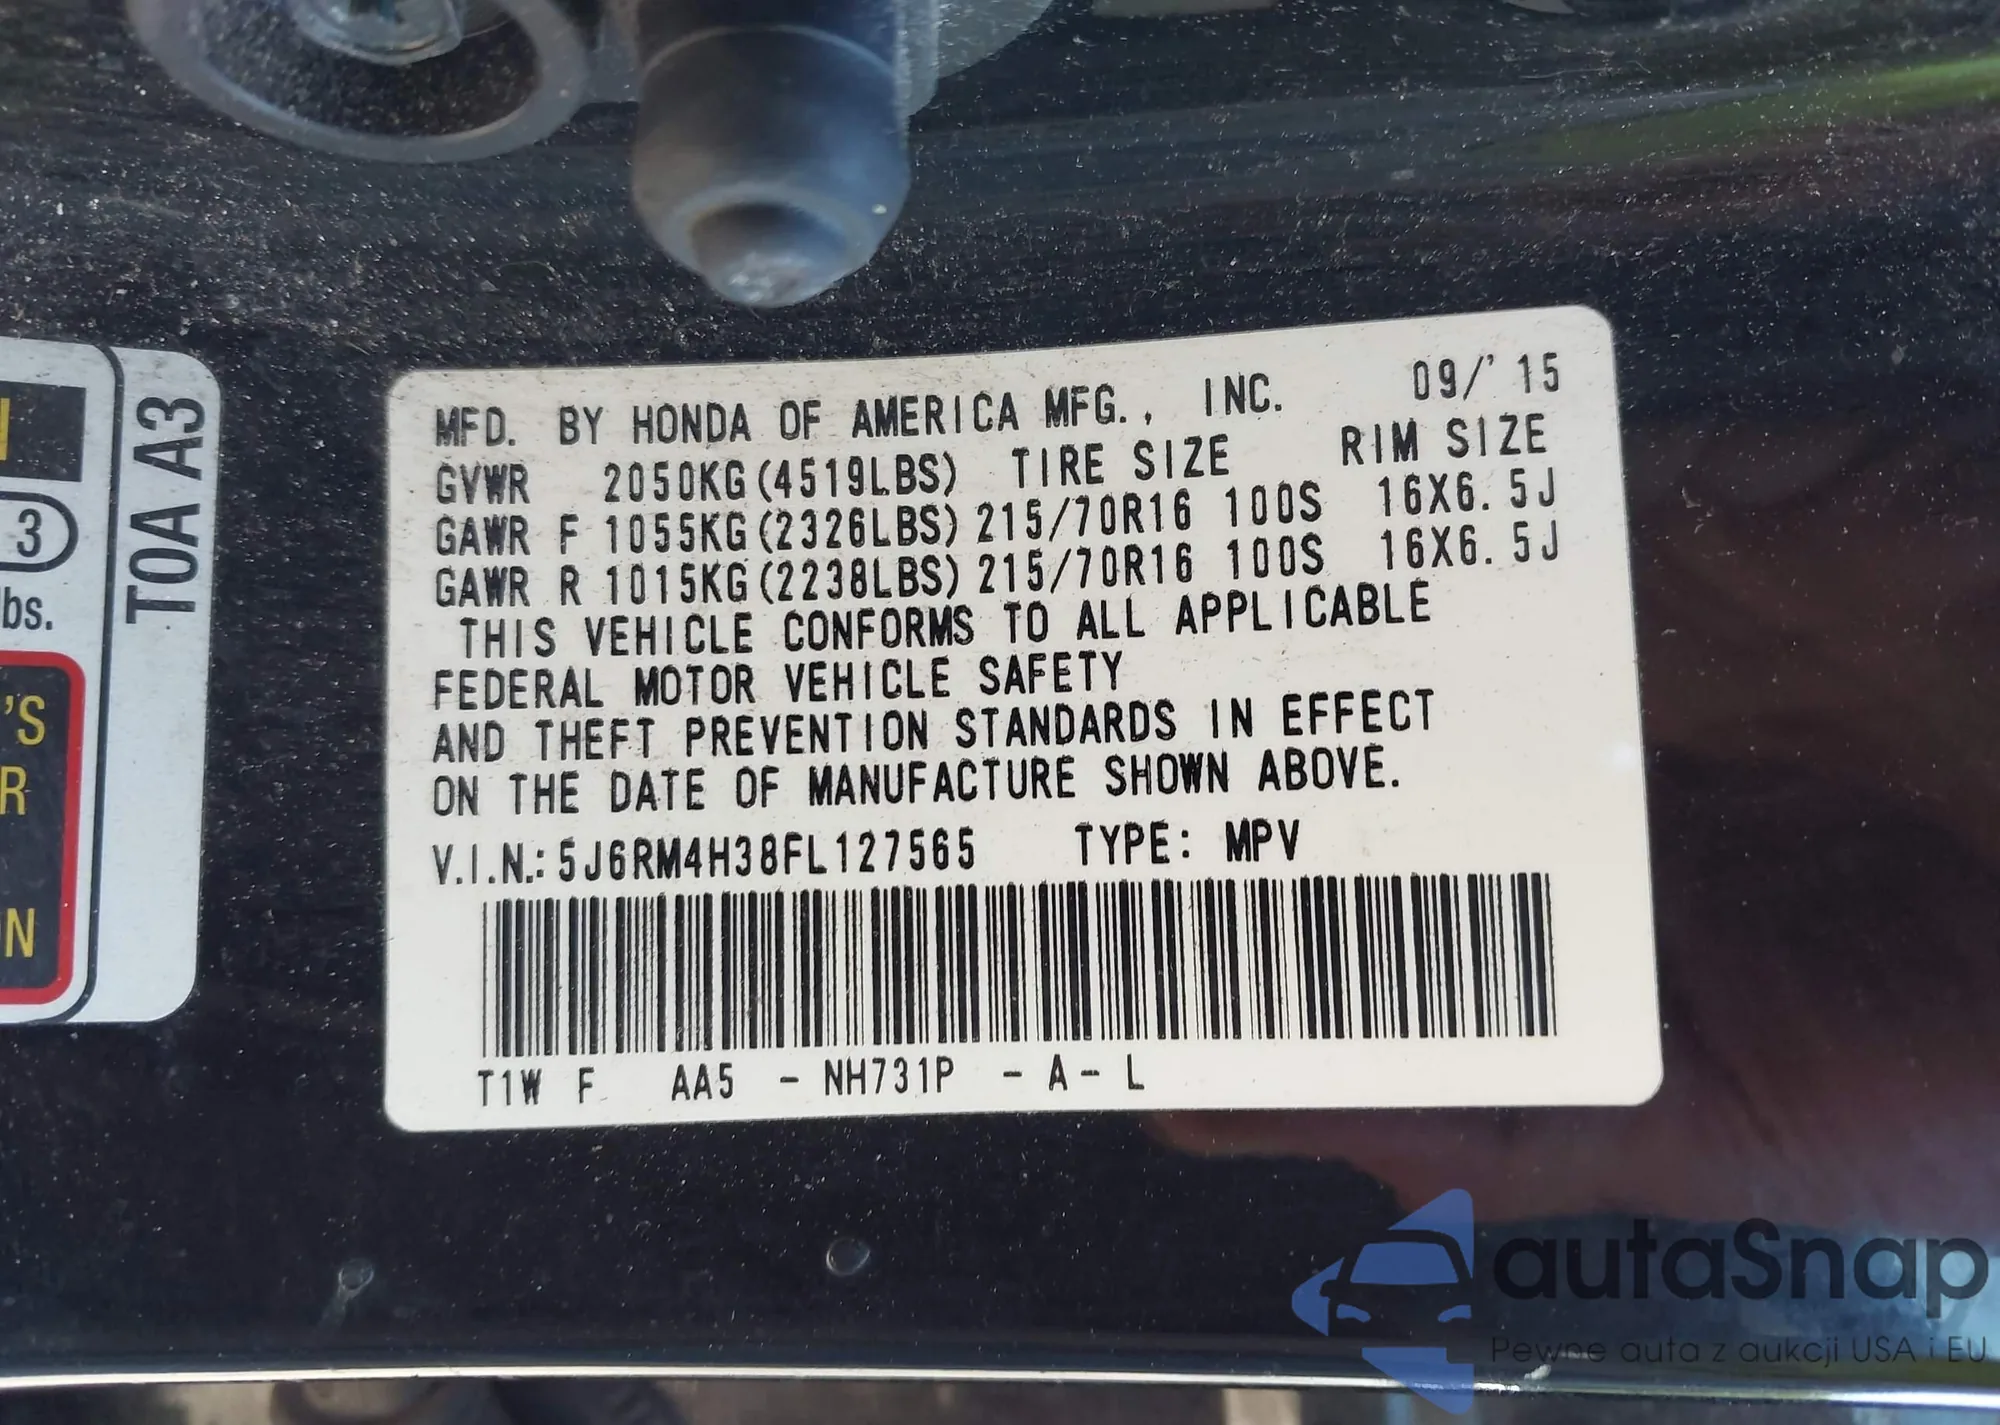 MFD. BY HONDA OF AMERICA MFG., INC. 09/'15
GVWR 2050KG(4519LBS) TIRE SIZE RIM SIZE
GAWR F 1055KG(2326LBS) 215/70R16 100S 16X6.5J
GAWR R 1015KG(2238LBS) 215/70R16 100S 16X6.5J
THIS VEHICLE CONFORMS TO ALL APPLICABLE
FEDERAL MOTOR VEHICLE SAFETY
AND THEFT PREVENTION STANDARDS IN EFFECT
ON THE DATE OF MANUFACTURE SHOWN ABOVE.
V.I.N.: 5J6RM4H38FL127565 TYPE: MPV
T1W F AA5 - NH731P - A - L
T0A A3
3
bs.
'S
R
N
autaSnap
Pewne auta z aukcji USA i EU